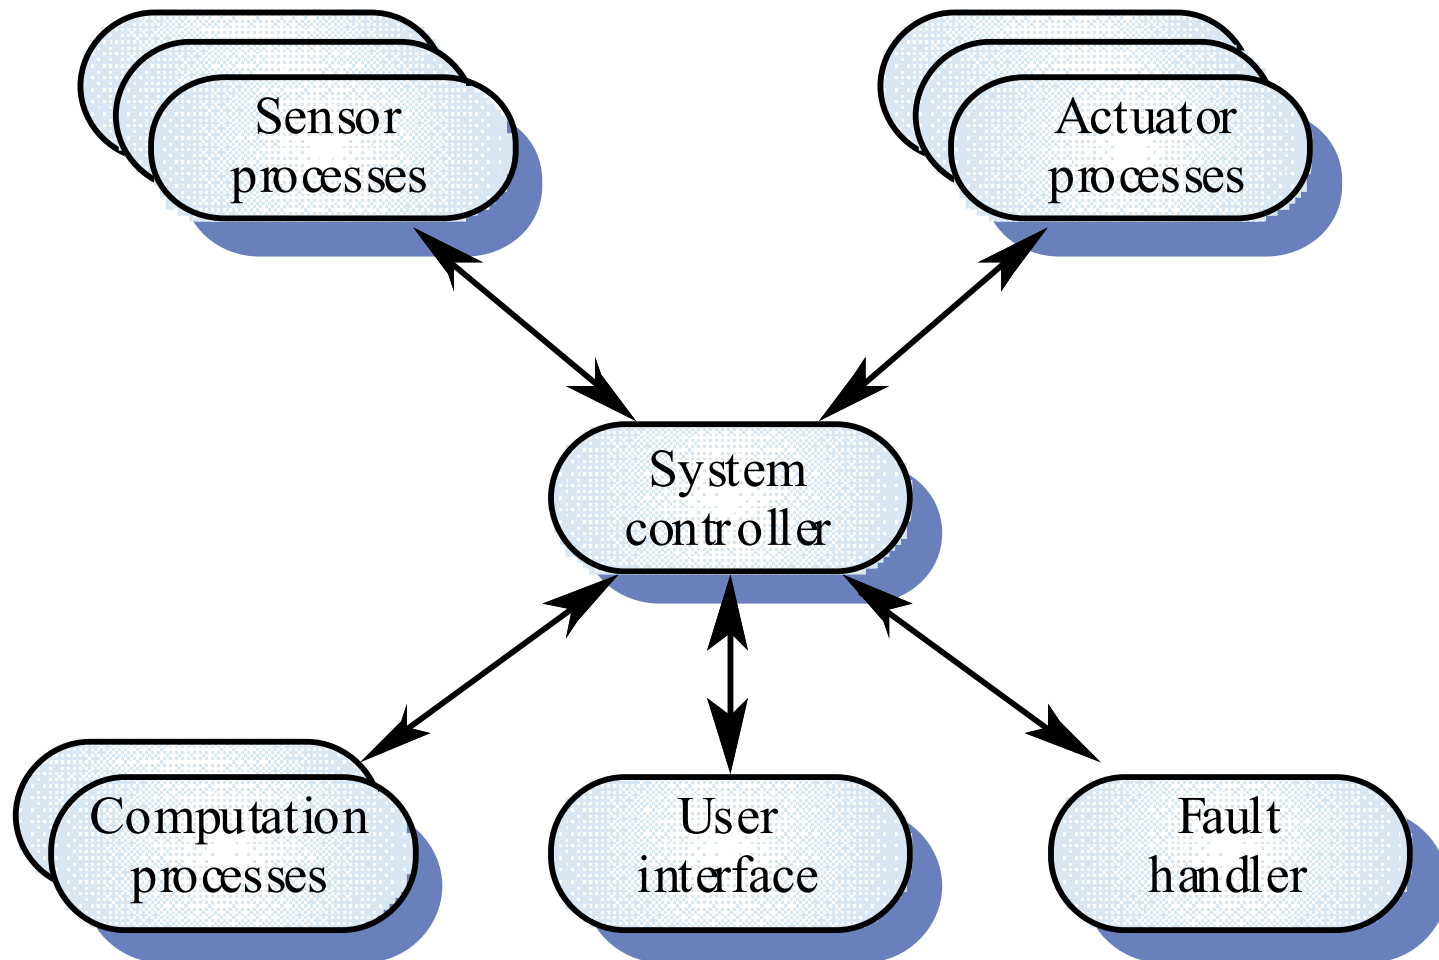 Sensor
processes
Actuator
processes
System
controller
Computation
processes
User
interface
Fault
handler